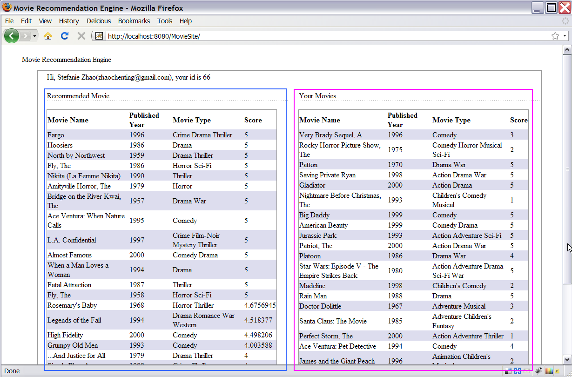 Movie Recommendation Engine - Mozilla Firefox
File Edit View History Delicious Bookmarks Tools Help
http://localhost:8080/MovieSite/
Movie Recommendation Engine
Hi, Stefanie Zhao(zhaochenting@gmail.com), your id is 66
Recommended Movie
Movie Name Published Year Movie Type Score
Fargo 1996 Crime Drama Thriller 5
Hoosiers 1986 Drama 5
North by Northwest 1959 Drama Thriller 5
Fly, The 1986 Horror Sci-Fi 5
Nikita (La Femme Nikita) 1990 Thriller 5
Amityville Horror, The 1979 Horror 5
Bridge on the River Kwai,
The 1957 Drama War 5
Ace Ventura: When Nature
Calls 1995 Comedy 5
L.A. Confidential 1997 Crime Film-Noir
Mystery Thriller 5
Almost Famous 2000 Comedy Drama 5
When a Man Loves a
Woman 1994 Drama 5
Fatal Attraction 1987 Thriller 5
Fly, The 1958 Horror Sci-Fi 5
Rosemary's Baby 1968 Horror Thriller 4.6756945
Legends of the Fall 1994 Drama Romance War
Western 4.518377
High Fidelity 2000 Comedy 4.498206
Grumpy Old Men 1993 Comedy 4.003588
...And Justice for All 1979 Drama Thriller 4
Your Movies
Movie Name Published Year Movie Type Score
Very Brady Sequel, A 1996 Comedy 3
Rocky Horror Picture Show,
The 1975 Comedy Horror Musical
Sci-Fi 2
Patton 1970 Drama War 5
Saving Private Ryan 1998 Action Drama War 5
Gladiator 2000 Action Drama 5
Nightmare Before Christmas,
The 1993 Children's Comedy
Musical 1
Big Daddy 1999 Comedy 5
American Beauty 1999 Comedy Drama 5
Jurassic Park 1993 Action Adventure Sci-Fi 5
Patriot, The 2000 Action Drama War 5
Platoon 1986 Drama War 4
Star Wars: Episode V - The
Empire Strikes Back 1980 Action Adventure Drama
Sci-Fi War 5
Madeline 1998 Children's Comedy 2
Rain Man 1988 Drama 5
Doctor Dolittle 1967 Adventure Musical 3
Santa Claus: The Movie 1985 Adventure Children's
Fantasy 2
Perfect Storm, The 2000 Action Adventure Thriller 1
Ace Ventura: Pet Detective 1994 Comedy 4
James and the Giant Peach 1996 Animation Children's
Done